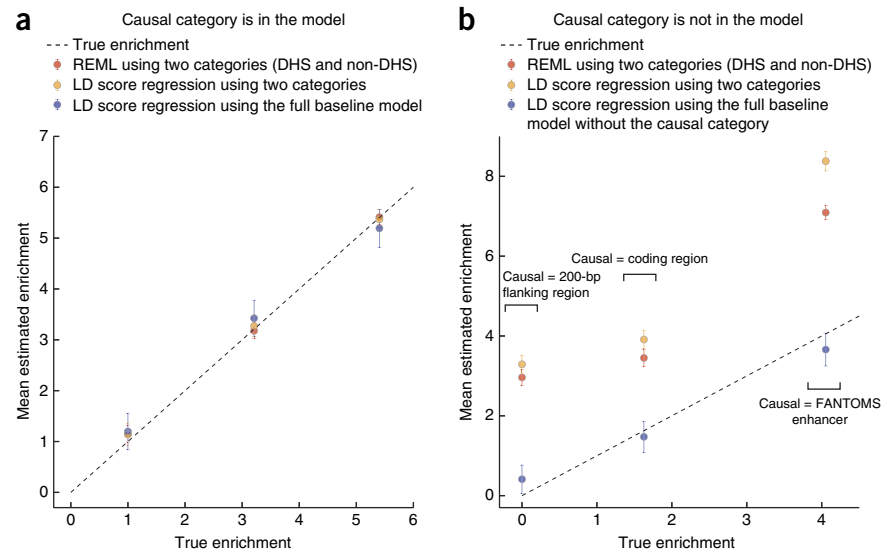 a
Causal category is in the model
True enrichment
REML using two categories (DHS and non-DHS)
LD score regression using two categories
LD score regression using the full baseline model
7
6
5
4
3
2
1
0
Mean estimated enrichment
0 1 2 3 4 5 6
True enrichment
b
Causal category is not in the model
True enrichment
REML using two categories (DHS and non-DHS)
LD score regression using two categories
LD score regression using the full baseline
model without the causal category
8
6
4
2
0
Mean estimated enrichment
Causal = coding region
Causal = 200-bp
flanking region
Causal = FANTOM5
enhancer
0 1 2 3 4
True enrichment